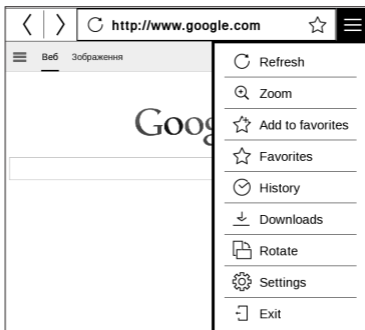 http://www.google.com
Веб Зображення
Goog
Refresh
Zoom
Add to favorites
Favorites
History
Downloads
Rotate
Settings
Exit